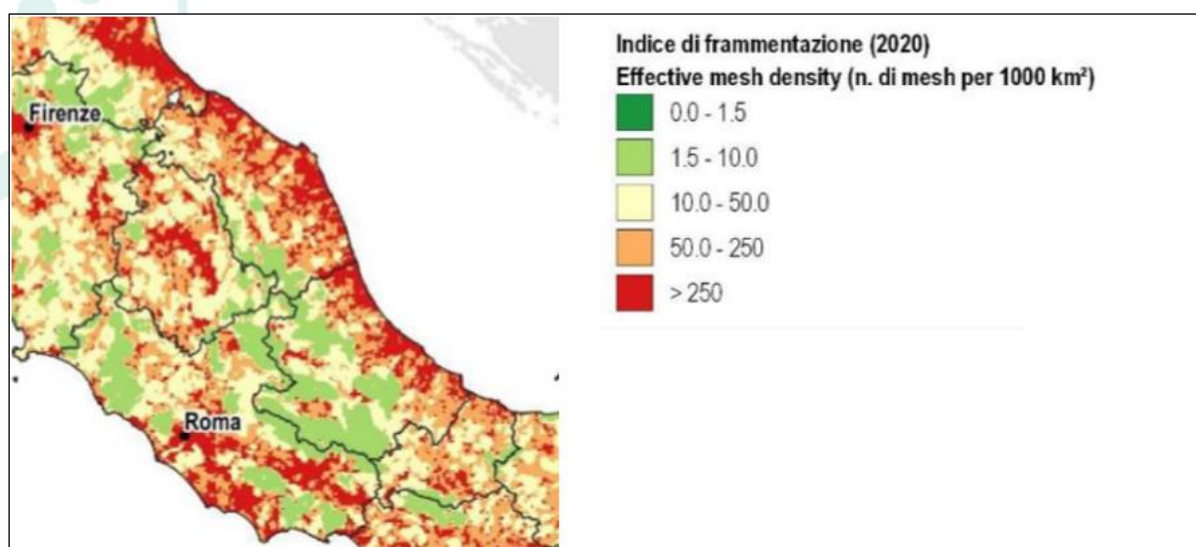 Firenze
Roma
Indice di frammentazione (2020)
Effective mesh density (n. di mesh per 1000 km²)
0.0 - 1.5
1.5 - 10.0
10.0 - 50.0
50.0 - 250
> 250